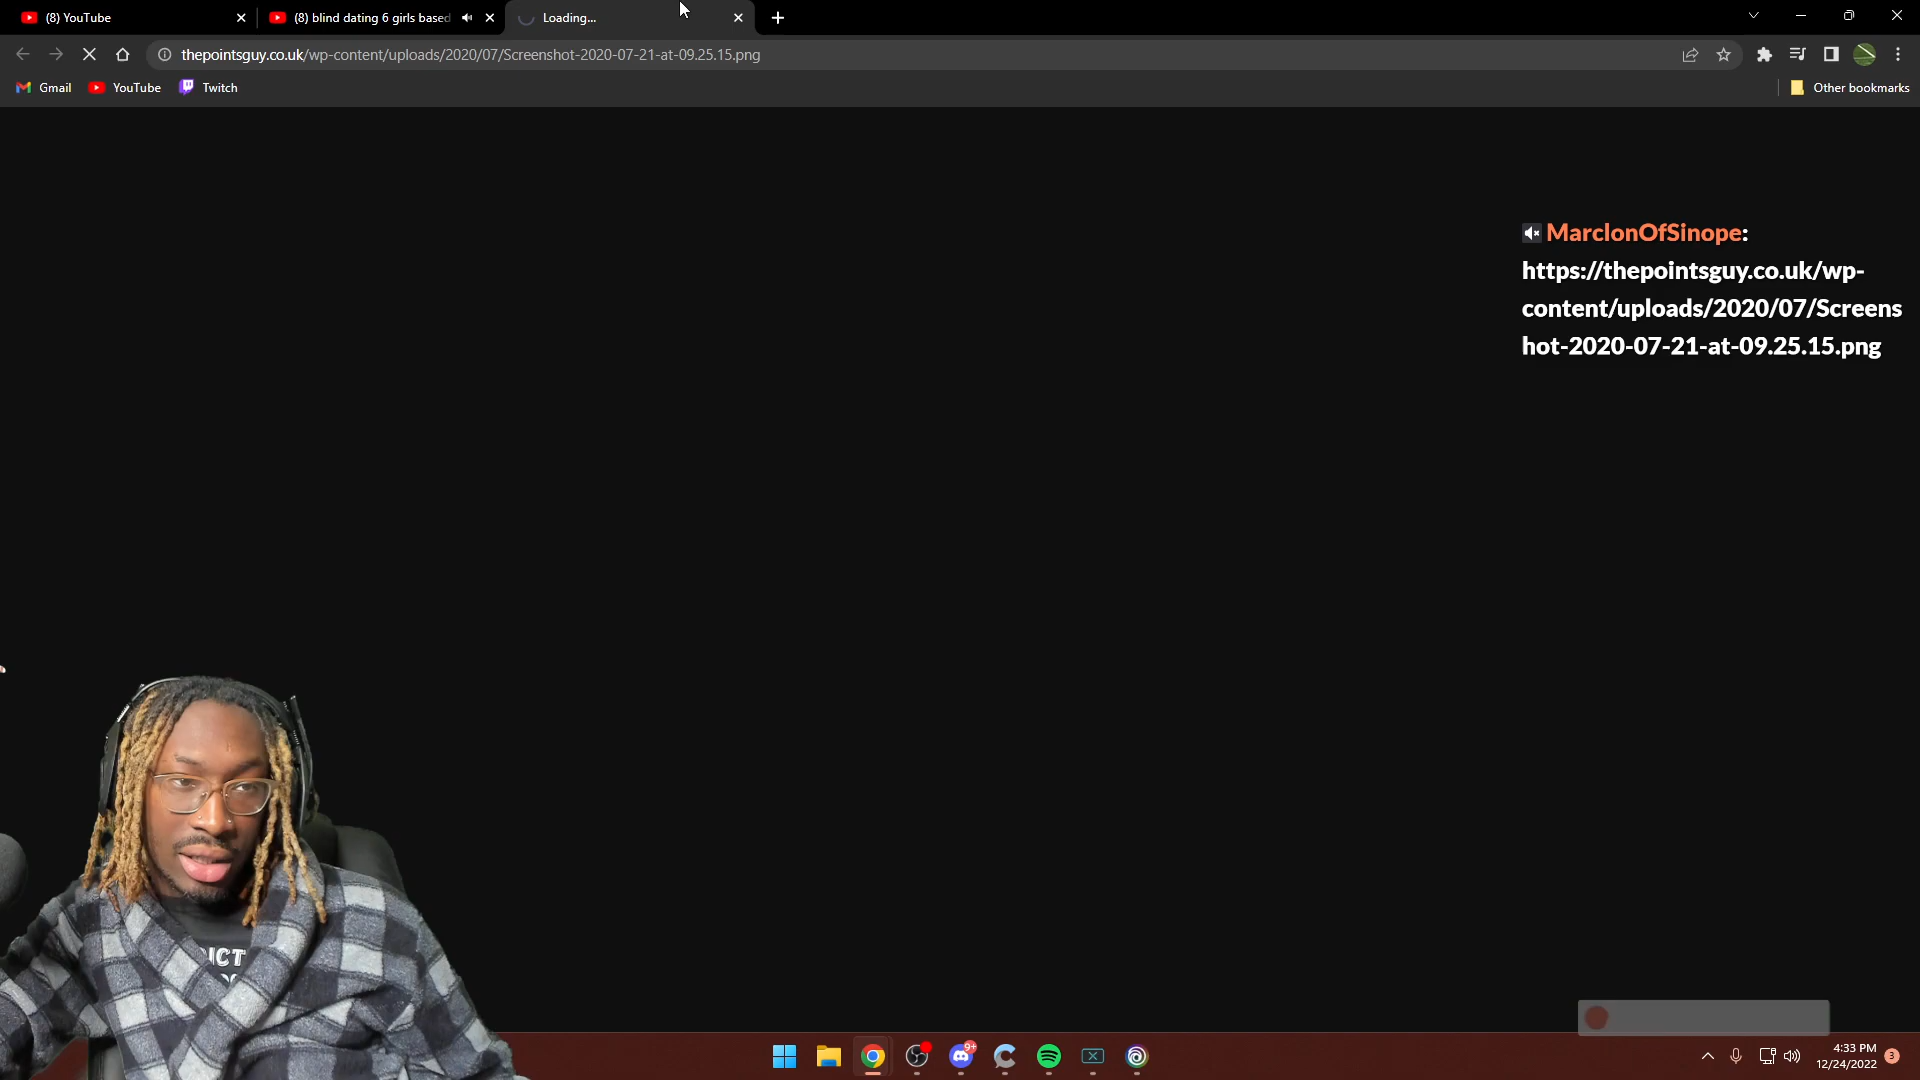 (8) YouTube
(8) blind dating 6 girls based
Loading...
thepointsguy.co.uk/wp-content/uploads/2020/07/Screenshot-2020-07-21-at-09.25.15.png
Gmail
YouTube
Twitch
Other bookmarks
MarclonOfSinope:
https://thepointsguy.co.uk/wp-
content/uploads/2020/07/Screens
hot-2020-07-21-at-09.25.15.png
ICT
9+
4:33 PM
12/24/2022
3